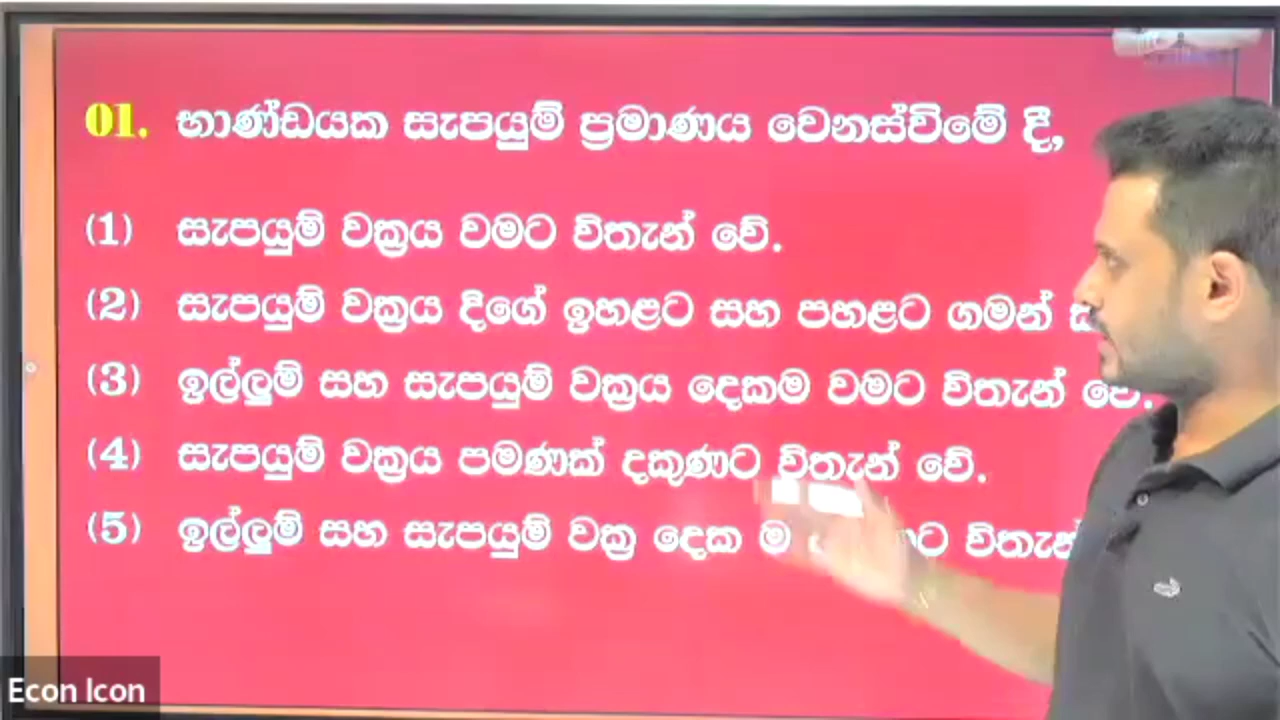 01. භාණ්ඩයක සැපයුම් ප්‍රමාණය වෙනස්වීමේ දී,
(1) සැපයුම් වක්‍රය වමට විතැන් වේ.
(2) සැපයුම් වක්‍රය දිගේ ඉහළට සහ පහළට ගමන්
(3) ඉල්ලුම් සහ සැපයුම් වක්‍රය දෙකම වමට විතැන් වේ.
(4) සැපයුම් වක්‍රය පමණක් දකුණට විතැන් වේ.
(5) ඉල්ලුම් සහ සැපයුම් වක්‍ර දෙක ම විතැන්
Econ Icon